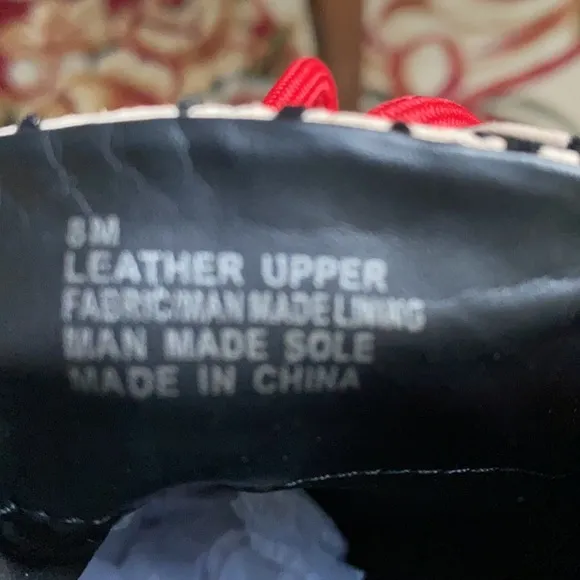 8M
LEATHER UPPER
FABRIC/MAN MADE LINING
MAN MADE SOLE
MADE IN CHINA